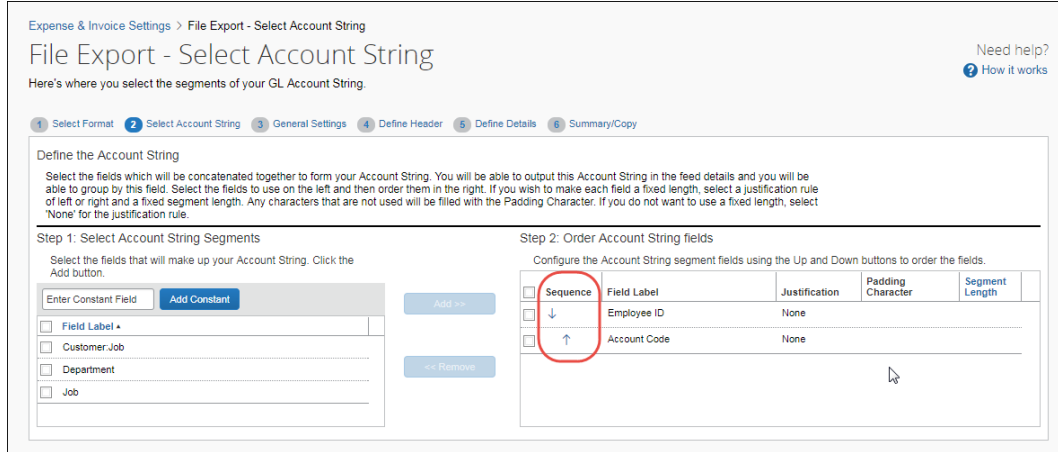 Expense & Invoice Settings > File Export - Select Account String
File Export - Select Account String
Need help?
? How it works
Here's where you select the segments of your GL Account String.
1 Select Format 2 Select Account String 3 General Settings 4 Define Header 5 Define Details 6 Summary/Copy
Define the Account String
Select the fields which will be concatenated together to form your Account String. You will be able to output this Account String in the feed details and you will be
able to group by this field. Select the fields to use on the left and then order them in the right. If you wish to make each field a fixed length, select a justification rule
of left or right and a fixed segment length. Any characters that are not used will be filled with the Padding Character. If you do not want to use a fixed length, select
'None' for the justification rule.
Step 1: Select Account String Segments
Select the fields that will make up your Account String. Click the
Add button.
Enter Constant Field Add Constant
Field Label
Customer:Job
Department
Job
Add >>
<< Remove
Step 2: Order Account String fields
Configure the Account String segment fields using the Up and Down buttons to order the fields.
Sequence Field Label Justification Padding Character Segment Length
↓ Employee ID None
↑ Account Code None